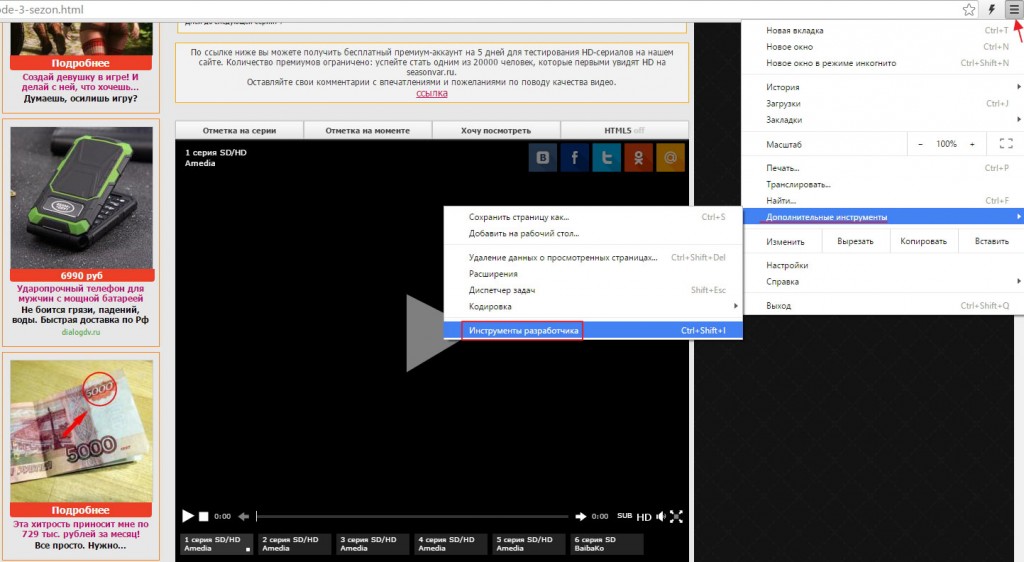 ode-3-sezon.html
Подробнее
Создай девушку в игре! И
делай с ней, что хочешь...
Думаешь, осилишь игру?
6990 руб
Ударопрочный телефон для
мужчин с мощной батареей
Не боится грязи, падений,
воды. Быстрая доставка по Рф
dialogdv.ru
5000
5000
Подробнее
Эта хитрость приносит мне по
729 тыс. рублей за месяц!
Все просто. Нужно...
По ссылке ниже вы можете получить бесплатный премиум-аккаунт на 5 дней для тестирования HD-сериалов на нашем
сайте. Количество премиумов ограничено: успейте стать одним из 20000 человек, которые первыми увидят HD на
seasonvar.ru.
Оставляйте свои комментарии с впечатлениями и пожеланиями по поводу качества видео.
ссылка
Отметка на серии
Отметка на моменте
Хочу посмотреть
HTML5 off
1 серия SD/HD
Amedia
0:00
0:00
SUB HD
1 серия SD/HD
Amedia
2 серия SD/HD
Amedia
3 серия SD/HD
Amedia
4 серия SD/HD
Amedia
5 серия SD/HD
Amedia
6 серия SD
BaibaKo
Новая вкладка Ctrl+T
Новое окно Ctrl+N
Новое окно в режиме инкогнито Ctrl+Shift+N
История
Загрузки Ctrl+J
Закладки
Масштаб − 100% +
Печать... Ctrl+P
Транслировать...
Найти... Ctrl+F
Дополнительные инструменты
Изменить Вырезать Копировать Вставить
Настройки
Справка
Выход Ctrl+Shift+Q
Сохранить страницу как... Ctrl+S
Добавить на рабочий стол...
Удаление данных о просмотренных страницах... Ctrl+Shift+Del
Расширения
Диспетчер задач Shift+Esc
Кодировка
Инструменты разработчика Ctrl+Shift+I